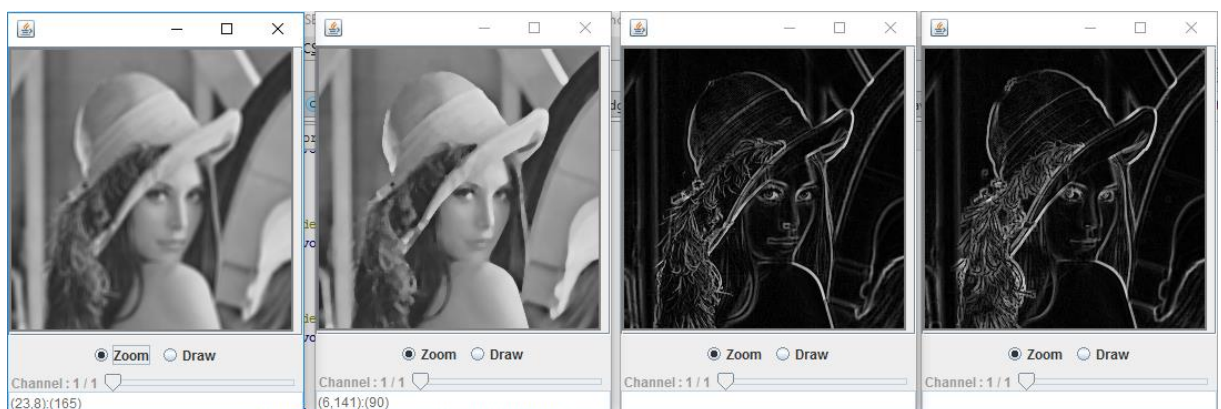 Zoom Draw
Channel : 1 / 1
(23,8):(165)
Zoom Draw
Channel : 1 / 1
(6,141):(90)
Zoom Draw
Channel : 1 / 1
Zoom Draw
Channel : 1 / 1